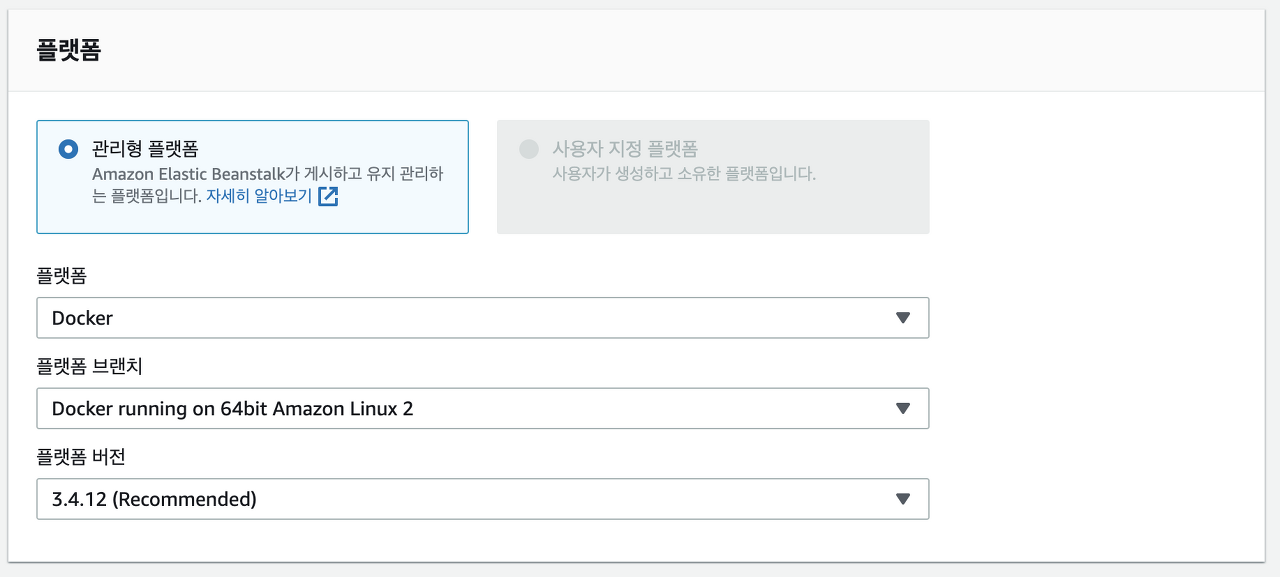 플랫폼
관리형 플랫폼
Amazon Elastic Beanstalk가 게시하고 유지 관리하
는 플랫폼입니다. 자세히 알아보기
사용자 지정 플랫폼
사용자가 생성하고 소유한 플랫폼입니다.
플랫폼
Docker
플랫폼 브랜치
Docker running on 64bit Amazon Linux 2
플랫폼 버전
3.4.12 (Recommended)